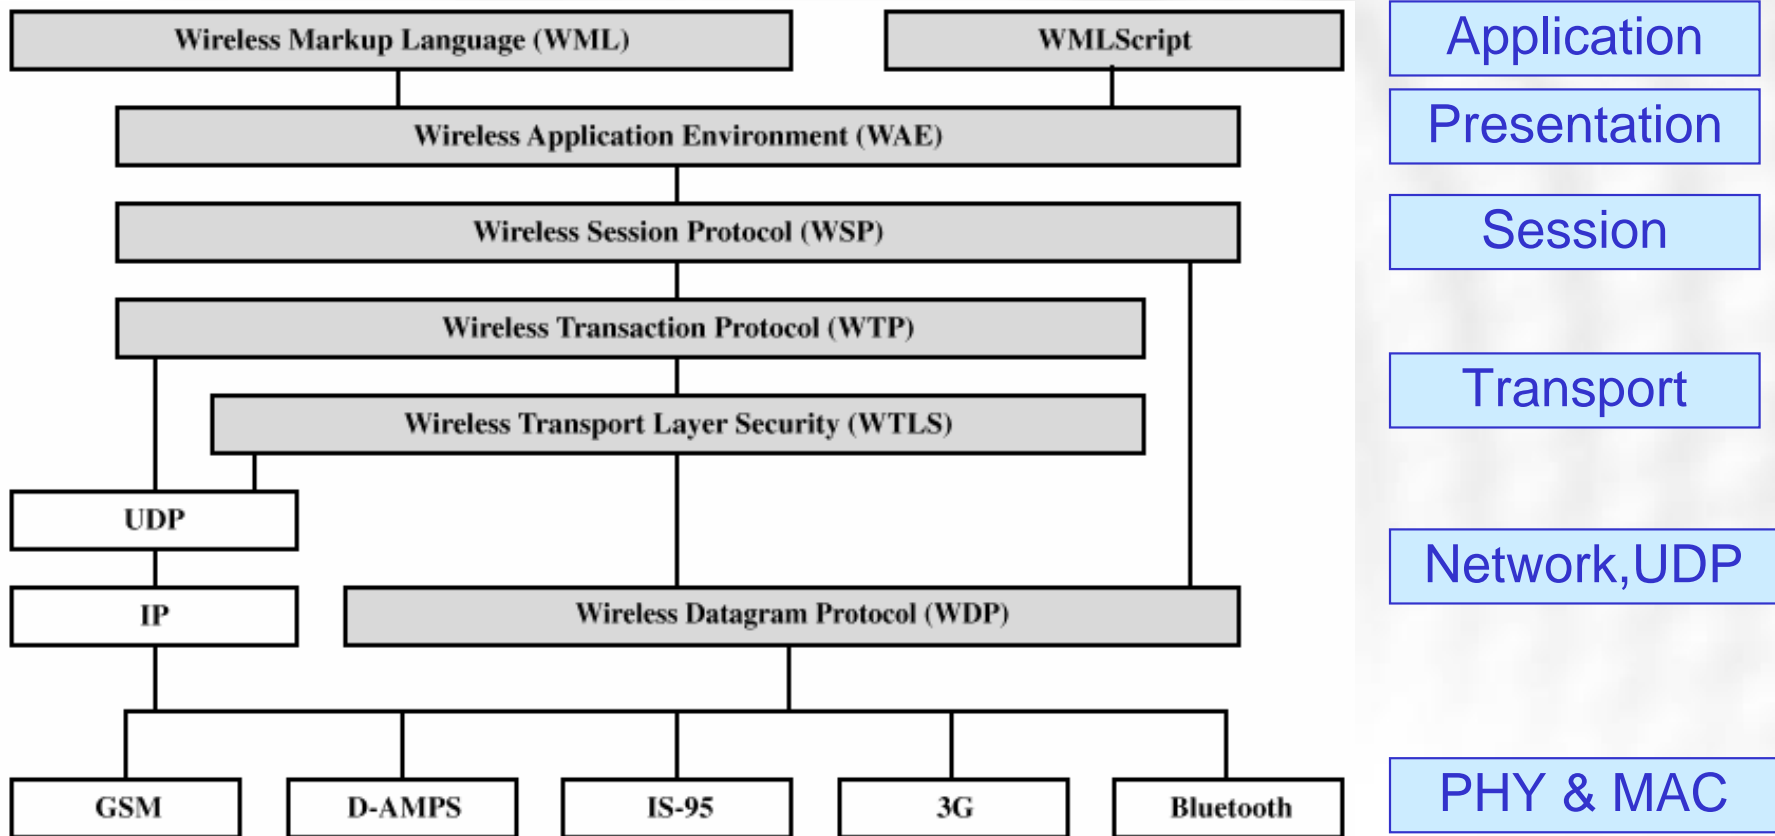 Wireless Markup Language (WML)
WMLScript
Application
Wireless Application Environment (WAE)
Presentation
Wireless Session Protocol (WSP)
Session
Wireless Transaction Protocol (WTP)
Transport
Wireless Transport Layer Security (WTLS)
UDP
Network,UDP
IP
Wireless Datagram Protocol (WDP)
GSM
D-AMPS
IS-95
3G
Bluetooth
PHY & MAC